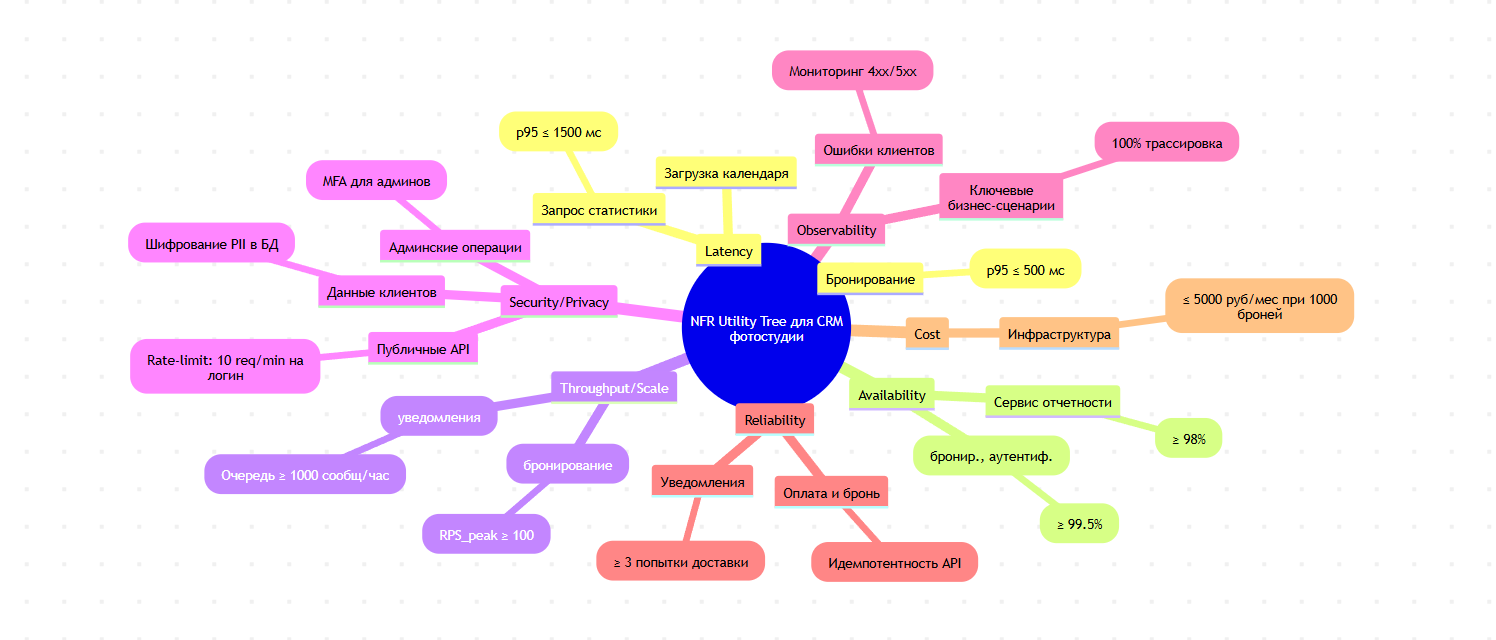 Мониторинг 4xx/5xx
p95 ≤ 1500 мс
Ошибки клиентов
100% трассировка
Загрузка календаря
MFA для админов
Ключевые
бизнес-сценарии
Запрос статистики
Observability
Шифрование PII в БД
Админские операции
Latency
p95 ≤ 500 мс
Бронирование
Данные клиентов
Security/Privacy
≤ 5000 руб/мес при 1000
броней
NFR Utility Tree для CRM
фотостудии
Cost
Инфраструктура
Публичные API
Rate-limit: 10 req/min на
логин
Throughput/Scale
Availability
Сервис отчетности
уведомления
Reliability
≥ 98%
бронир., аутентиф.
бронирование
Очередь ≥ 1000 сообщ/час
Уведомления
Оплата и бронь
≥ 99.5%
RPS_peak ≥ 100
≥ 3 попытки доставки
Идемпотентность API